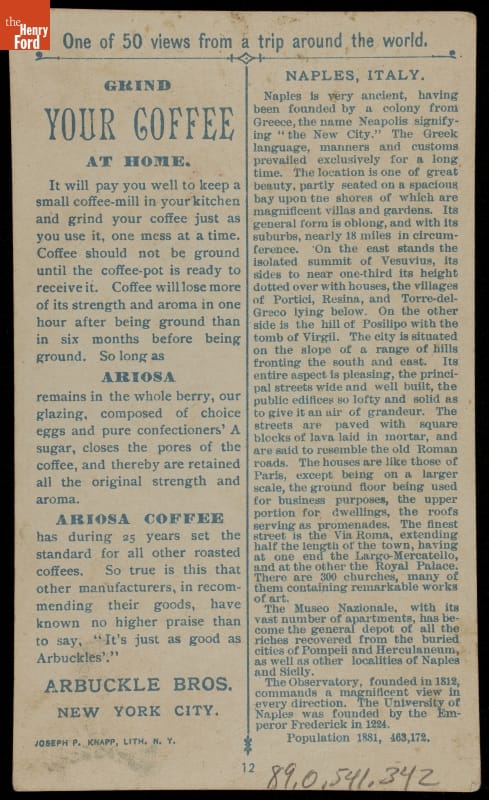 the
Henry
Ford
One of 50 views from a trip around the world.
GRIND
YOUR COFFEE
AT HOME.
It will pay you well to keep a
small coffee-mill in your kitchen
and grind your coffee just as
you use it, one mess at a time.
Coffee should not be ground
until the coffee-pot is ready to
receive it. Coffee will lose more
of its strength and aroma in one
hour after being ground than
in six months before being
ground. So long as
ARIOSA
remains in the whole berry, our
glazing, composed of choice
eggs and pure confectioners' A
sugar, closes the pores of the
coffee, and thereby are retained
all the original strength and
aroma.
ARIOSA COFFEE
has during 25 years set the
standard for all other roasted
coffees. So true is this that
other manufacturers, in recom-
mending their goods, have
known no higher praise than
to say, "It's just as good as
Arbuckles'."
ARBUCKLE BROS.
NEW YORK CITY.
JOSEPH P. KNAPP, LITH. N. Y.
NAPLES, ITALY.
Naples is very ancient, having
been founded by a colony from
Greece, the name Neapolis signify-
ing "the New City." The Greek
language, manners and customs
prevailed exclusively for a long
time. The location is one of great
beauty, partly seated on a spacious
bay upon the shores of which are
magnificent villas and gardens. Its
general form is oblong, and with its
suburbs, nearly 18 miles in circum-
ference. On the east stands the
isolated summit of Vesuvius, its
sides to near one-third its height
dotted over with houses, the villages
of Portici, Resina, and Torre-del-
Greco lying below. On the other
side is the hill of Posilipo with the
tomb of Virgil. The city is situated
on the slope of a range of hills
fronting the south and east. Its
entire aspect is pleasing, the princi-
pal streets wide and well built, the
public edifices so lofty and solid as
to give it an air of grandeur. The
streets are paved with square
blocks of lava laid in mortar, and
are said to resemble the old Roman
roads. The houses are like those of
Paris, except being on a larger
scale, the ground floor being used
for business purposes, the upper
portion for dwellings, the roofs
serving as promenades. The finest
street is the Via Roma, extending
half the length of the town, having
at one end the Largo-Mercatello,
and at the other the Royal Palace.
There are 300 churches, many of
them containing remarkable works
of art.
The Museo Nazionale, with its
vast number of apartments, has be-
come the general depot of all the
riches recovered from the buried
cities of Pompeii and Herculaneum,
as well as other localities of Naples
and Sicily.
The Observatory, founded in 1812,
commands a magnificent view in
every direction. The University of
Naples was founded by the Em-
peror Frederick in 1224.
Population 1881, 463,172.
12
89.0.541.342